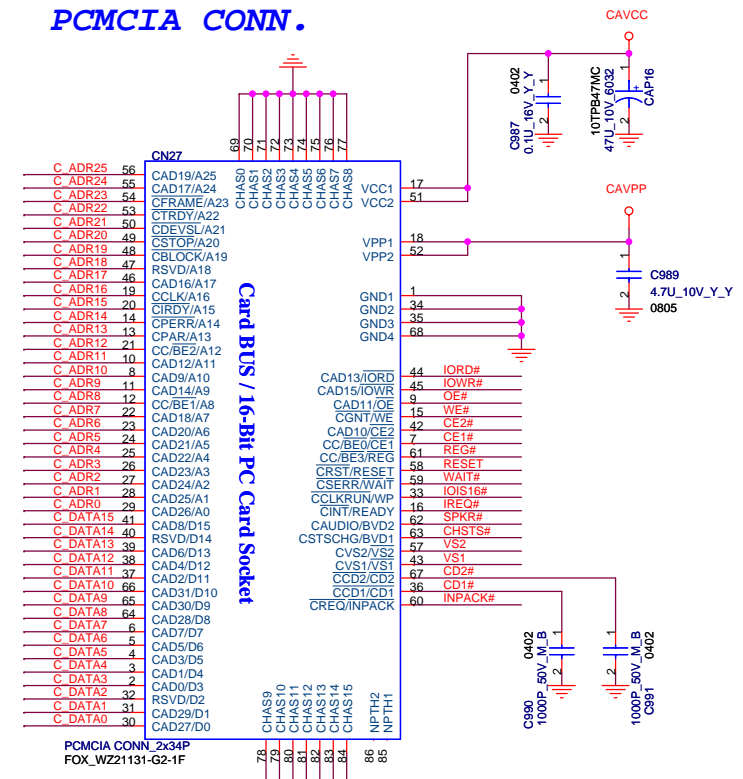 PCMCIA CONN.
CAVCC
0402
C987
0.1U_16V_Y_Y
1
2
10TPB47MC
47U_10V_6032
CAP16
1
2
+
69
70
71
72
73
74
75
76
77
CN27
CHAS0
CHAS1
CHAS2
CHAS3
CHAS4
CHAS5
CHAS6
CHAS7
CHAS8
C_ADR25 56 CAD19/A25
C_ADR24 55 CAD17/A24
C_ADR23 54 CFRAME/A23
C_ADR22 53 CTRDY/A22
C_ADR21 50 CDEVSL/A21
C_ADR20 49 CSTOP/A20
C_ADR19 48 CBLOCK/A19
C_ADR18 47 RSVD/A18
C_ADR17 46 CAD16/A17
C_ADR16 19 CCLK/A16
C_ADR15 20 CIRDY/A15
C_ADR14 14 CPERR/A14
C_ADR13 13 CPAR/A13
C_ADR12 21 CC/BE2/A12
C_ADR11 10 CAD12/A11
C_ADR10 8 CAD9/A10
C_ADR9 11 CAD14/A9
C_ADR8 12 CC/BE1/A8
C_ADR7 22 CAD18/A7
C_ADR6 23 CAD20/A6
C_ADR5 24 CAD21/A5
C_ADR4 25 CAD22/A4
C_ADR3 26 CAD23/A3
C_ADR2 27 CAD24/A2
C_ADR1 28 CAD25/A1
C_ADR0 29 CAD26/A0
C_DATA15 41 CAD8/D15
C_DATA14 40 RSVD/D14
C_DATA13 39 CAD6/D13
C_DATA12 38 CAD4/D12
C_DATA11 37 CAD2/D11
C_DATA10 66 CAD31/D10
C_DATA9 65 CAD30/D9
C_DATA8 64 CAD28/D8
C_DATA7 6 CAD7/D7
C_DATA6 5 CAD5/D6
C_DATA5 4 CAD3/D5
C_DATA4 3 CAD1/D4
C_DATA3 2 CAD0/D3
C_DATA2 32 RSVD/D2
C_DATA1 31 CAD29/D1
C_DATA0 30 CAD27/D0
Card BUS / 16-Bit PC Card Socket
VCC1 17
VCC2 51
CAVPP
VPP1 18
VPP2 52
1
2
C989
4.7U_10V_Y_Y
0805
GND1 1
GND2 34
GND3 35
GND4 68
CAD13/IORD 44 IORD#
CAD15/IOWR 45 IOWR#
CAD11/OE 9 OE#
CGNT/WE 15 WE#
CAD10/CE2 42 CE2#
CC/BE0/CE1 7 CE1#
CC/BE3/REG 61 REG#
CRST/RESET 58 RESET
CSERR/WAIT 59 WAIT#
CCLKRUN/WP 33 IOIS16#
CINT/READY 16 IREQ#
CAUDIO/BVD2 62 SPKR#
CSTSCHG/BVD1 63 CHSTS#
CVS2/VS2 57 VS2
CVS1/VS1 43 VS1
CCD2/CD2 67 CD2#
CCD1/CD1 36 CD1#
CREQ/INPACK 60 INPACK#
C990
1000P_50V_M_B
0402
1
2
1
2
0402
1000P_50V_M_B
C991
CHAS9
CHAS10
CHAS11
CHAS12
CHAS13
CHAS14
CHAS15
NPTH2
NPTH1
78
79
80
81
82
83
84
86
85
PCMCIA CONN_2x34P
FOX_WZ21131-G2-1F